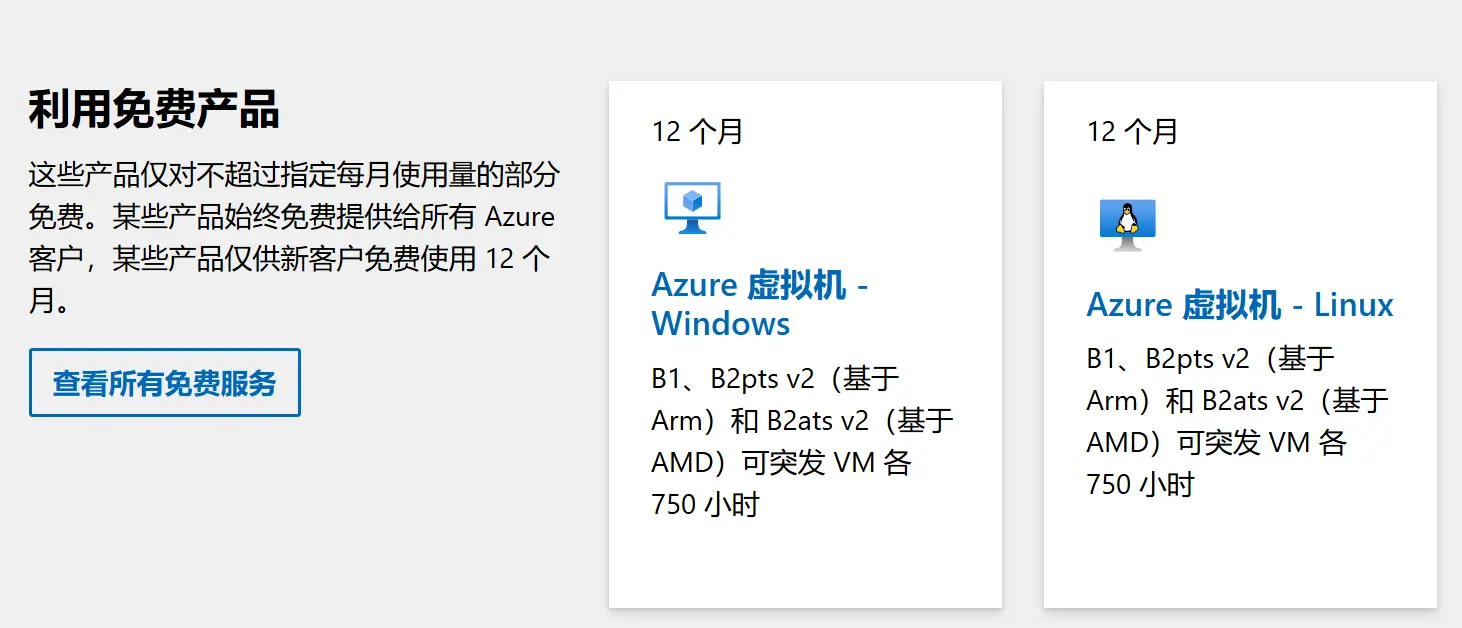 利用免费产品
这些产品仅对不超过指定每月使用量的部分
免费。某些产品始终免费提供给所有 Azure
客户，某些产品仅供新客户免费使用 12 个
月。
查看所有免费服务
12 个月
Azure 虚拟机 -
Windows
B1、B2pts v2（基于
Arm）和 B2ats v2（基于
AMD）可突发 VM 各
750 小时
12 个月
Azure 虚拟机 - Linux
B1、B2pts v2（基于
Arm）和 B2ats v2（基于
AMD）可突发 VM 各
750 小时